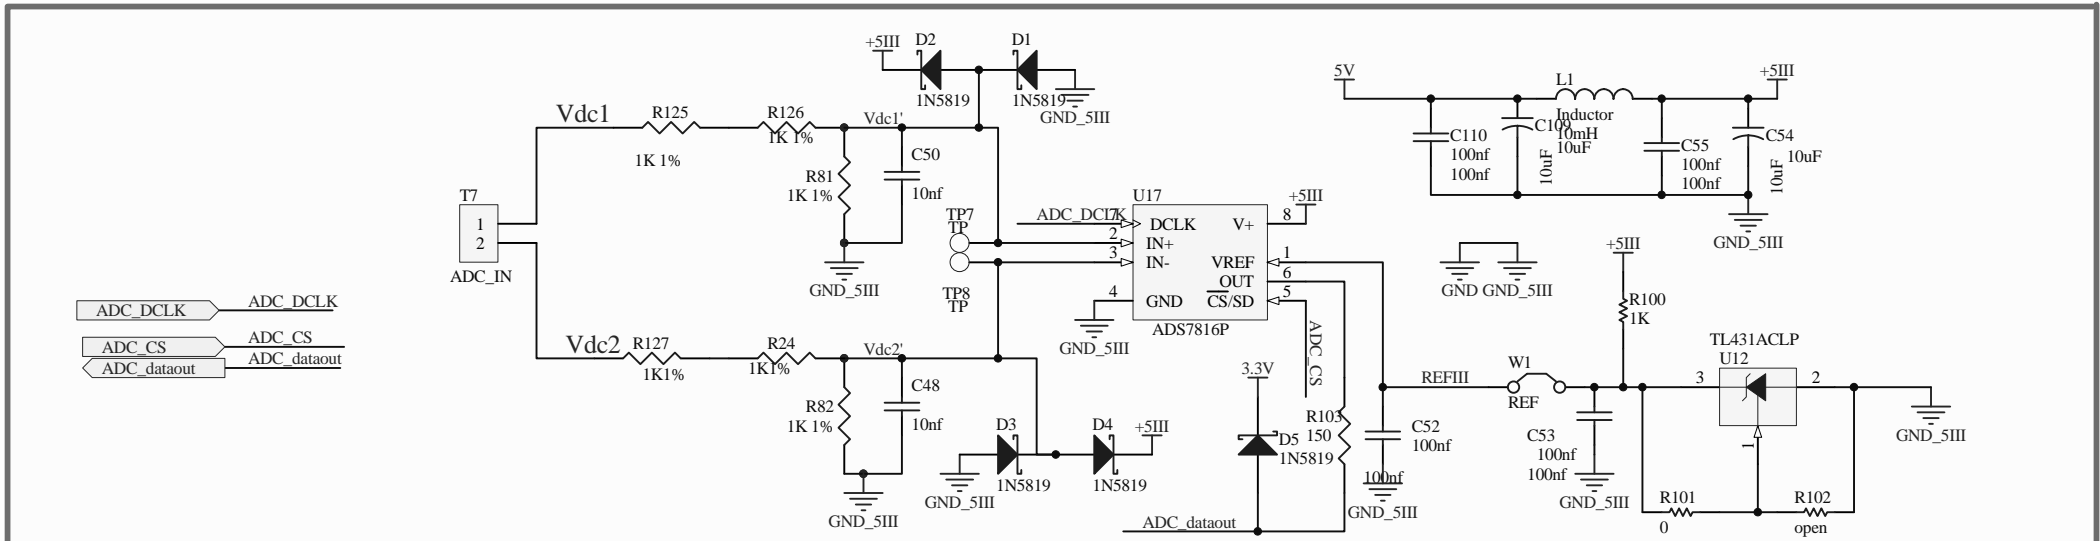 +5III
D2
D1
1N5819
1N5819
GND_5III
Vdc1
R125
1K 1%
R126
1K 1%
Vdc1'
R81
1K 1%
C50
10nf
GND_5III
T7
1
2
ADC_IN
TP7
TP
TP8
TP
ADC_DCLK
7
2
3
4
U17
DCLK
IN+
IN-
GND
V+
VREF
OUT
CS/SD
8
1
6
5
ADS7816P
+5III
GND_5III
ADC_CS
ADC_DCLK
ADC_DCLK
ADC_CS
ADC_CS
ADC_dataout
ADC_dataout
Vdc2
R127
1K1%
R24
1K1%
Vdc2'
R82
1K 1%
C48
10nf
GND_5III
D3
1N5819
GND_5III
D4
1N5819
+5III
3.3V
D5
1N5819
R103
150
ADC_dataout
C52
100nf
100nf
GND_5III
REFIII
W1
REF
C53
100nf
100nf
GND_5III
+5III
R100
1K
TL431ACLP
U12
3
2
1
GND_5III
R101
0
R102
open
5V
L1
Inductor
10mH
+5III
C110
100nf
100nf
C109
10uF
10uF
C55
100nf
100nf
C54
10uF
10uF
GND_5III
GND
GND_5III